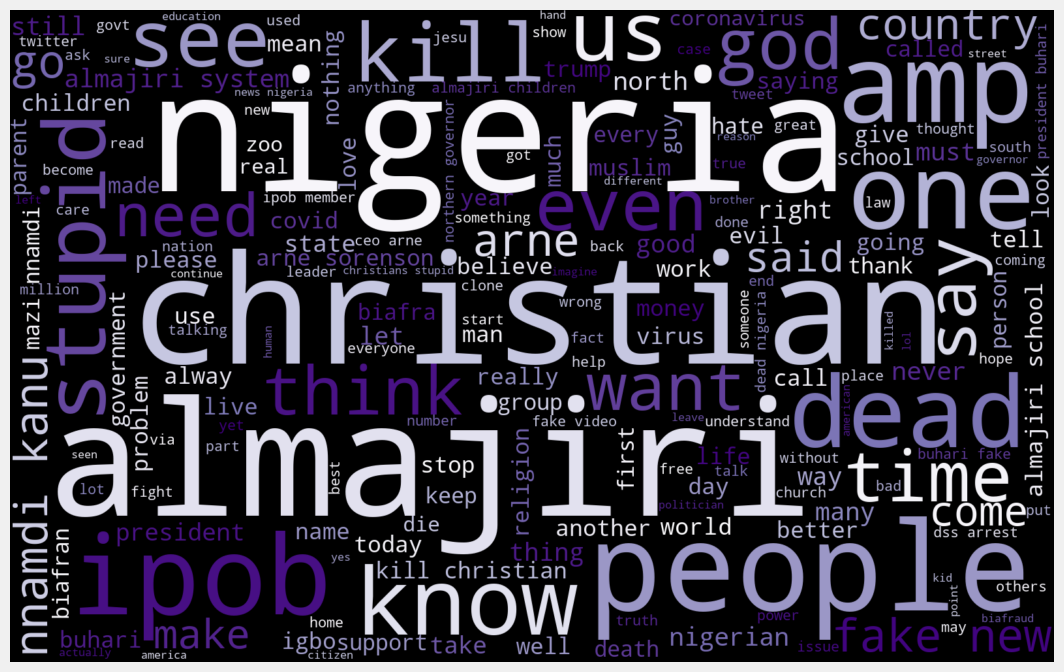 still govt education used us hand show god coronavirus country
twitter ask sure see mean kill jesu called street
go almajiri system nothing anything trump case saying
children news nigeria almajiri children north tweet amp president buhari
parent stupid read new nigeria northern governor got every guy hate great give thought south
become zoo real love much muslim reason true school must governor look
left made ipob member year different brother one law
care need covid something even done right
nation please state ceo arne arne back good evil said going tell
mazi nnamdi continue arne sorenson leader christians stupid believe imagine work end thank say coming
million christian clone wrong money someone person
government use talking human biafra let start man fact virus dead nigeria killed lol hope
everyone help almajiri school
kanu alway think really want call place never
problem live group american dead
almajiri yet number fake video leave understand buhari fake
via part stop first life without way time
seen lot fight best keep religion free talk church day bad
nnamdi biafran die politician many come put
president name today another world better dss arrest
ipob yes thing people others
kill christian know kid point
home truth power may biafraud
buhari make igbo support take well death nigerian issue fake new
actually america citizen